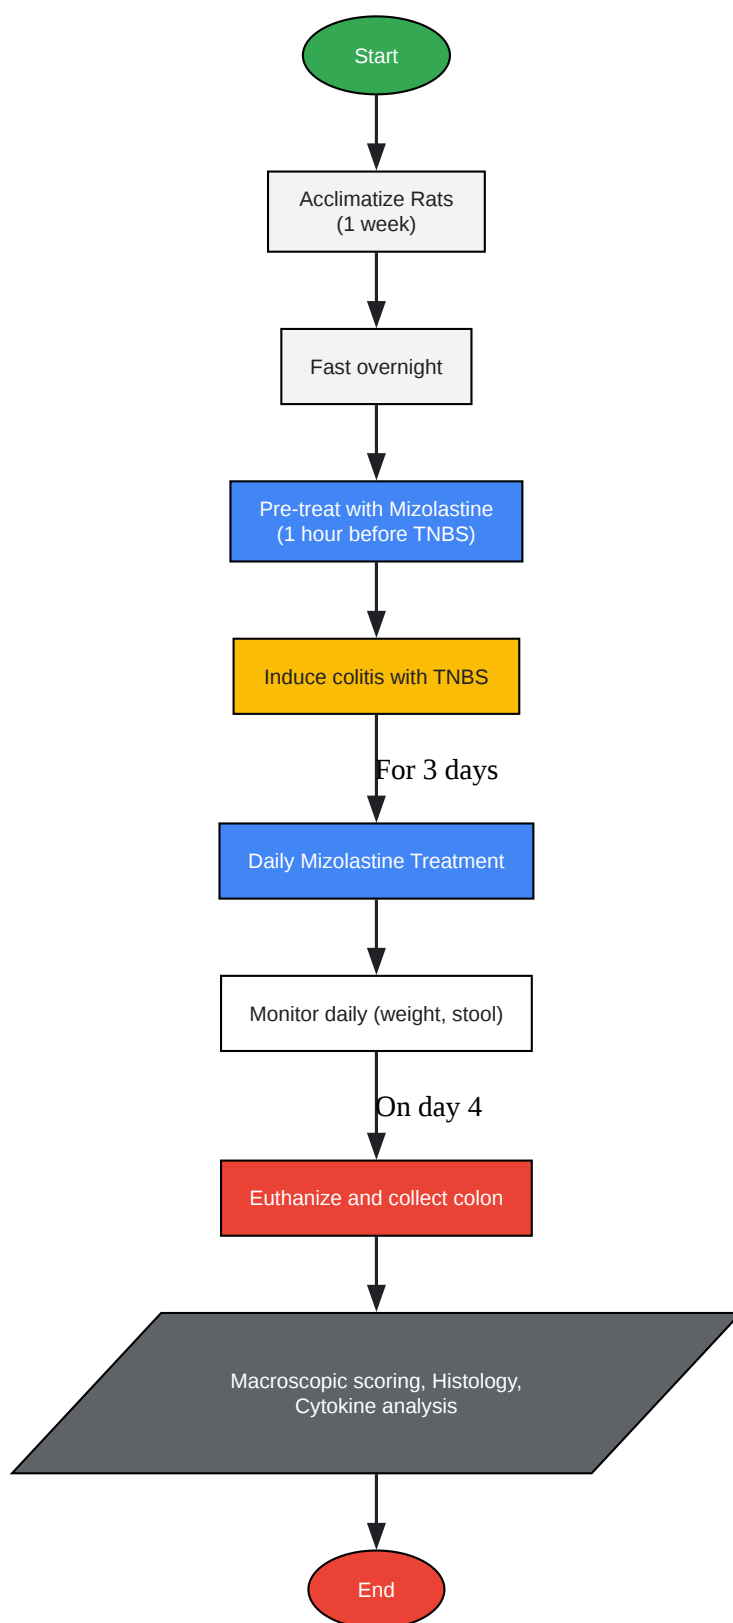 Start
Acclimatize Rats
(1 week)
Fast overnight
Pre-treat with Mizolastine
(1 hour before TNBS)
Induce colitis with TNBS
For 3 days
Daily Mizolastine Treatment
Monitor daily (weight, stool)
On day 4
Euthanize and collect colon
Macroscopic scoring, Histology,
Cytokine analysis
End